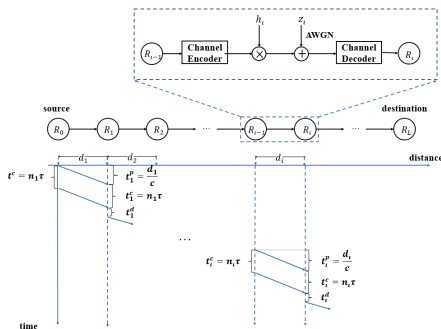 h_i z_i
AWGN
R_{i-1} Channel Encoder × + Channel Decoder R_i
source destination
R_0 R_1 R_2 ... R_{i-1} R_i ... R_L
d_1 d_2 d_i
distance
t^c = n_1τ
t_1^p = d_1/c
t_1^c = n_1τ
t_1^d
...
t_i^c = n_iτ
t_i^p = d_i/c
t_i^c = n_iτ
t_i^d
time